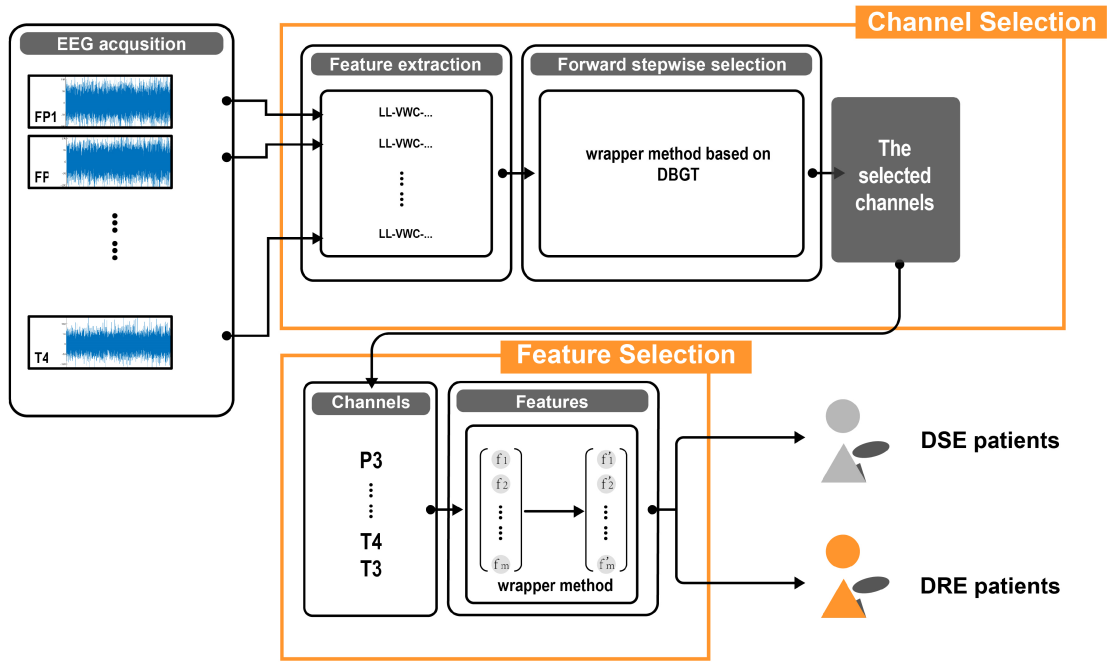 EEG acqusition
FP1
FP
T4
Channel Selection
Feature extraction
LL-VWC-...
LL-VWC-...
LL-VWC-...
Forward stepwise selection
wrapper method based on
DBGT
The
selected
channels
Feature Selection
Channels
P3
T4
T3
Features
f1
f2
fm
f'1
f'2
f'm
wrapper method
DSE patients
DRE patients